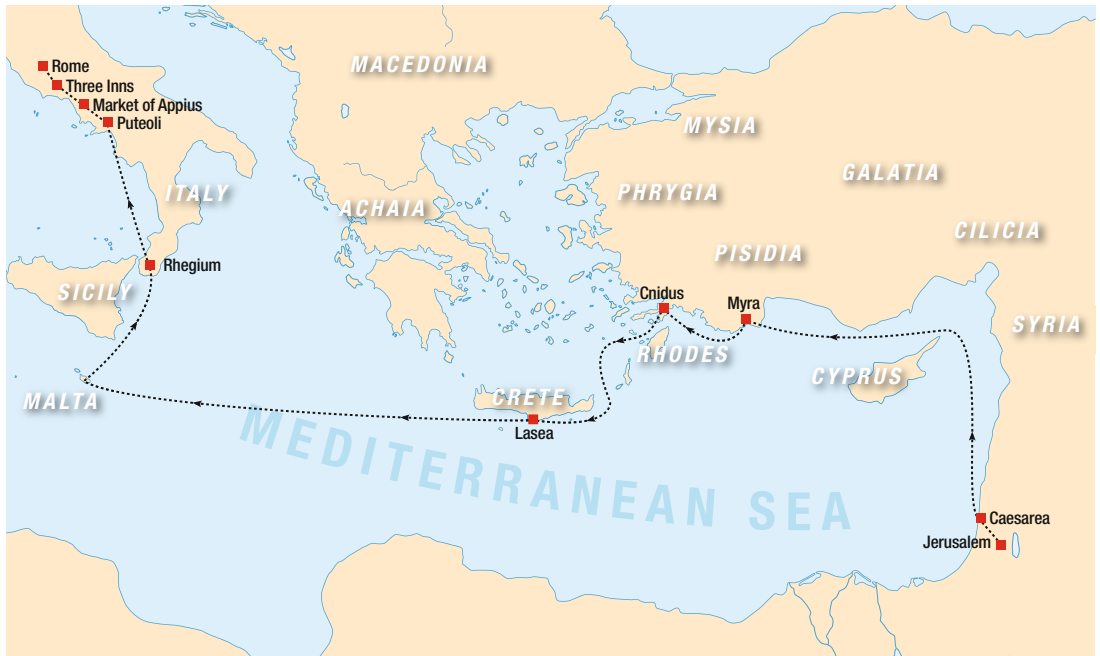 MACEDONIA
Rome
Three Inns
Market of Appius
Puteoli
MYSIA
GALATIA
PHRYGIA
ITALY
ACHAIA
CILICIA
PISIDIA
Rhegium
SICILY
Cnidus
Myra
SYRIA
RHODES
CYPRUS
MALTA
CRETE
Lasea
MEDITERRANEAN SEA
Caesarea
Jerusalem